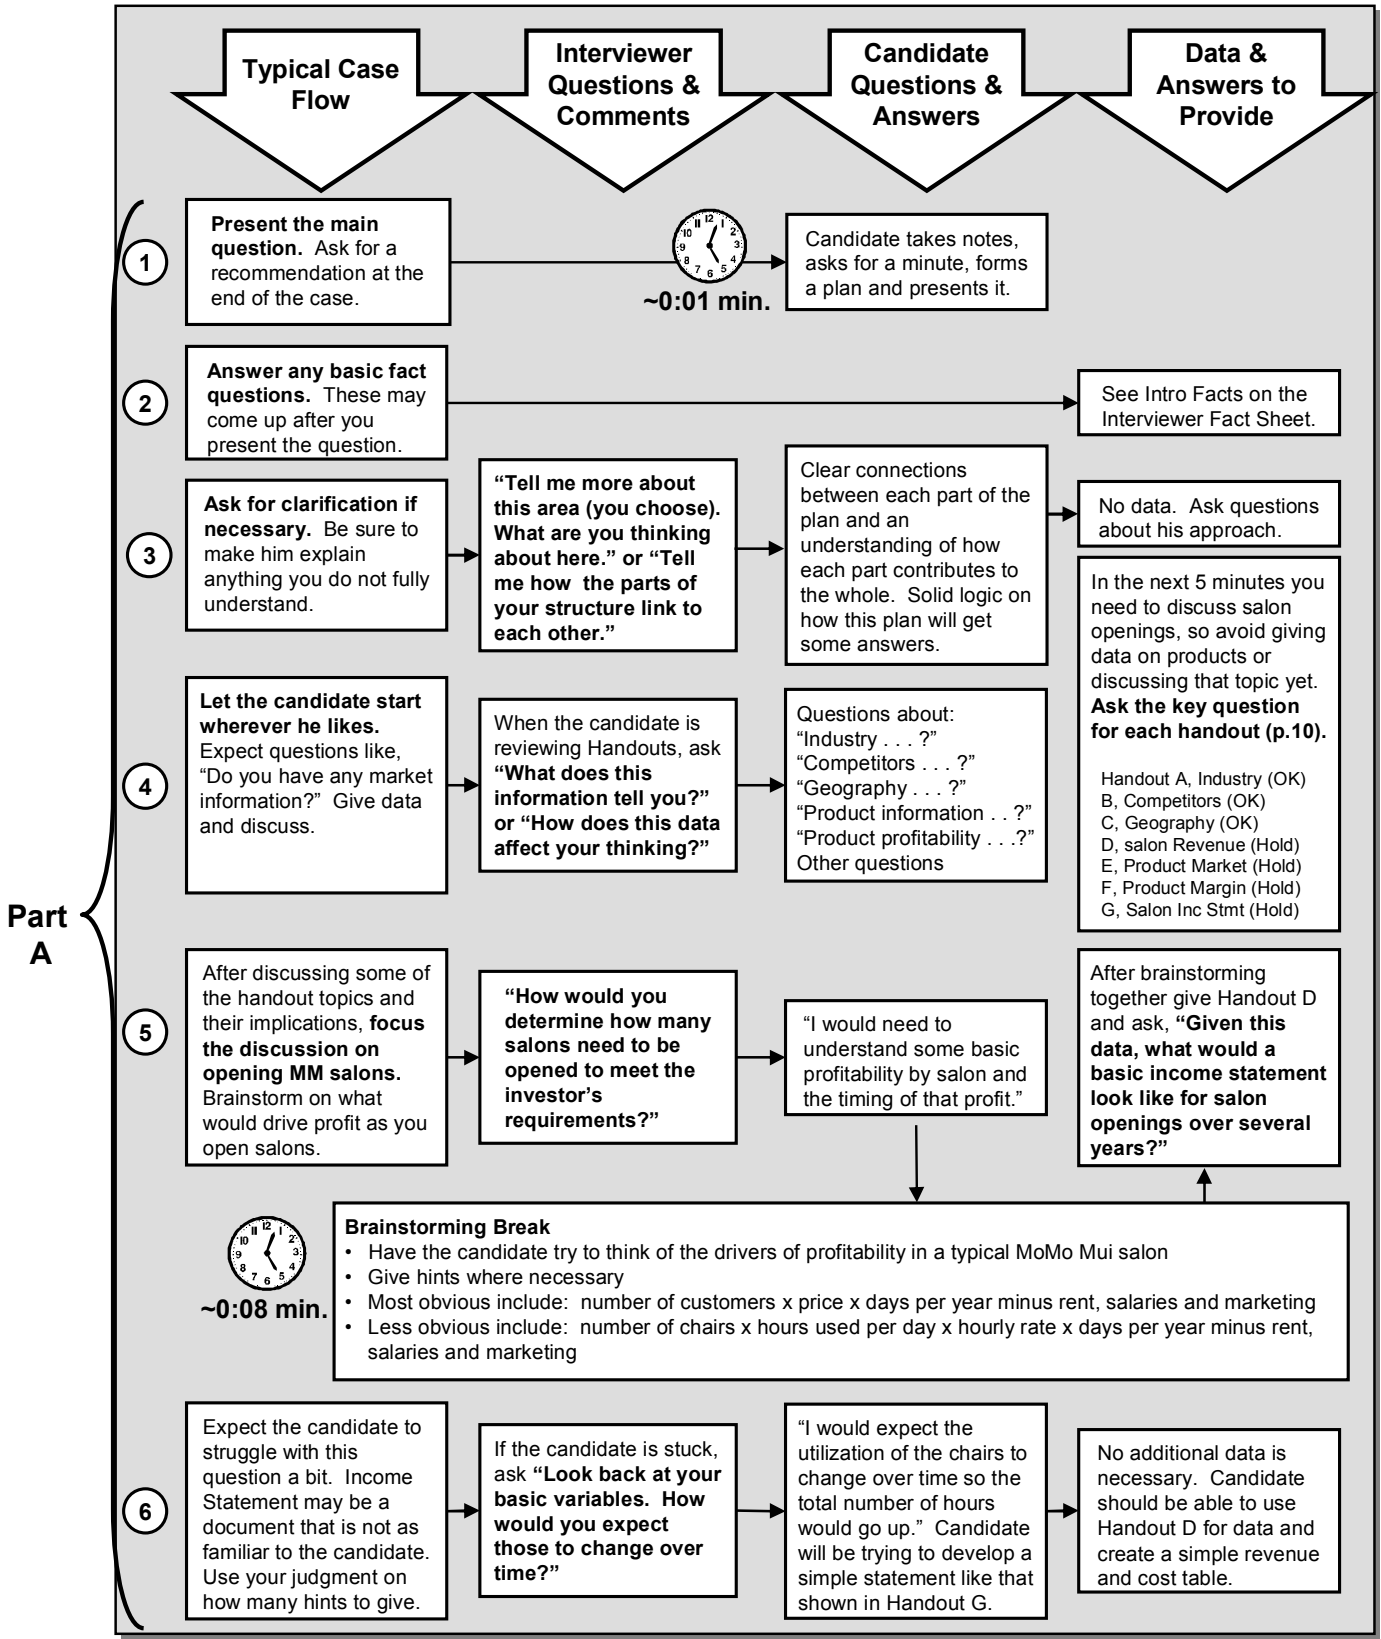 Typical Case
Flow
Interviewer
Questions &
Comments
Candidate
Questions &
Answers
Data &
Answers to
Provide
Part
A
1
Present the main
question. Ask for a
recommendation at the
end of the case.
12
1
2
3
4
5
6
7
8
9
10
11
~0:01 min.
Candidate takes notes,
asks for a minute, forms
a plan and presents it.
2
Answer any basic fact
questions. These may
come up after you
present the question.
See Intro Facts on the
Interviewer Fact Sheet.
3
Ask for clarification if
necessary. Be sure to
make him explain
anything you do not fully
understand.
“Tell me more about
this area (you choose).
What are you thinking
about here.” or “Tell
me how the parts of
your structure link to
each other.”
Clear connections
between each part of the
plan and an
understanding of how
each part contributes to
the whole. Solid logic on
how this plan will get
some answers.
No data. Ask questions
about his approach.
In the next 5 minutes you
need to discuss salon
openings, so avoid giving
data on products or
discussing that topic yet.
Ask the key question
for each handout (p.10).
Handout A, Industry (OK)
B, Competitors (OK)
C, Geography (OK)
D, salon Revenue (Hold)
E, Product Market (Hold)
F, Product Margin (Hold)
G, Salon Inc Stmt (Hold)
4
Let the candidate start
wherever he likes.
Expect questions like,
“Do you have any market
information?” Give data
and discuss.
When the candidate is
reviewing Handouts, ask
“What does this
information tell you?”
or “How does this data
affect your thinking?”
Questions about:
“Industry . . . ?”
“Competitors . . . ?”
“Geography . . . ?”
“Product information . . ?”
“Product profitability . . .?”
Other questions
5
After discussing some of
the handout topics and
their implications, focus
the discussion on
opening MM salons.
Brainstorm on what
would drive profit as you
open salons.
“How would you
determine how many
salons need to be
opened to meet the
investor’s
requirements?”
“I would need to
understand some basic
profitability by salon and
the timing of that profit.”
After brainstorming
together give Handout D
and ask, “Given this
data, what would a
basic income statement
look like for salon
openings over several
years?”
12
1
2
3
4
5
6
7
8
9
10
11
~0:08 min.
Brainstorming Break
• Have the candidate try to think of the drivers of profitability in a typical MoMo Mui salon
• Give hints where necessary
• Most obvious include: number of customers x price x days per year minus rent, salaries and marketing
• Less obvious include: number of chairs x hours used per day x hourly rate x days per year minus rent,
salaries and marketing
6
Expect the candidate to
struggle with this
question a bit. Income
Statement may be a
document that is not as
familiar to the candidate.
Use your judgment on
how many hints to give.
If the candidate is stuck,
ask “Look back at your
basic variables. How
would you expect
those to change over
time?”
“I would expect the
utilization of the chairs to
change over time so the
total number of hours
would go up.” Candidate
will be trying to develop a
simple statement like that
shown in Handout G.
No additional data is
necessary. Candidate
should be able to use
Handout D for data and
create a simple revenue
and cost table.